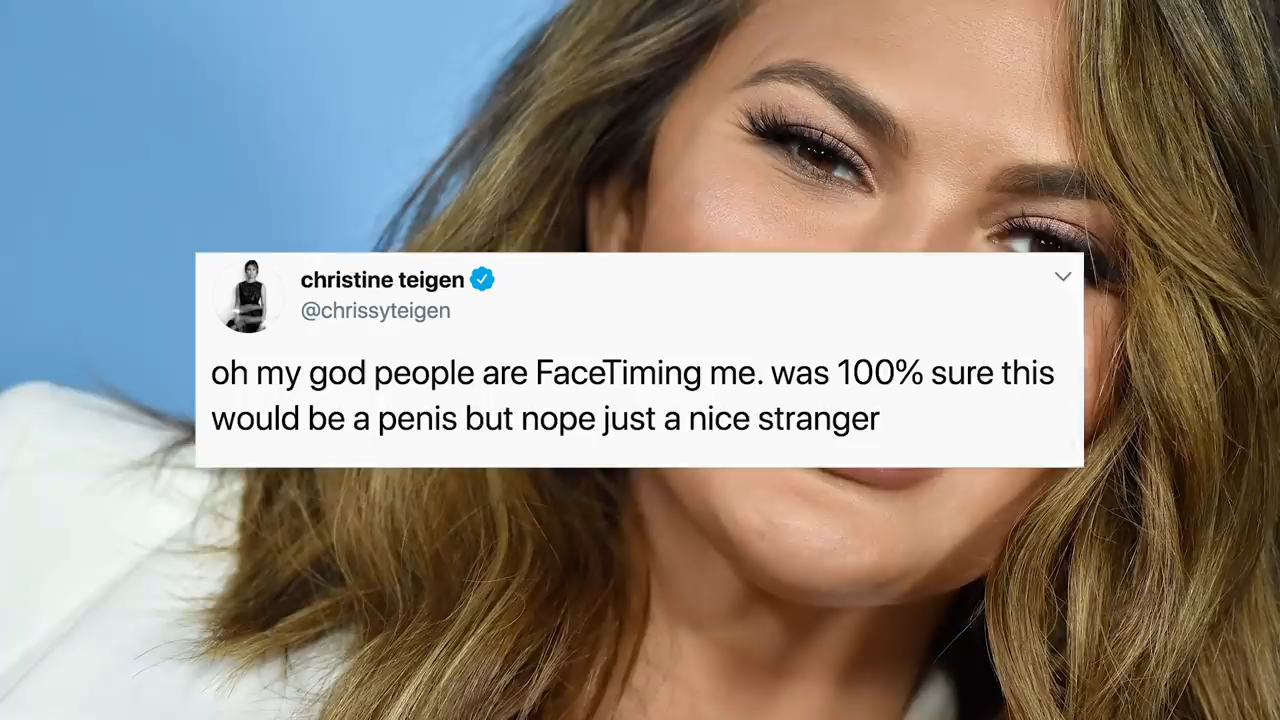 christine teigen
@chrissyteigen
oh my god people are FaceTiming me. was 100% sure this
would be a penis but nope just a nice stranger